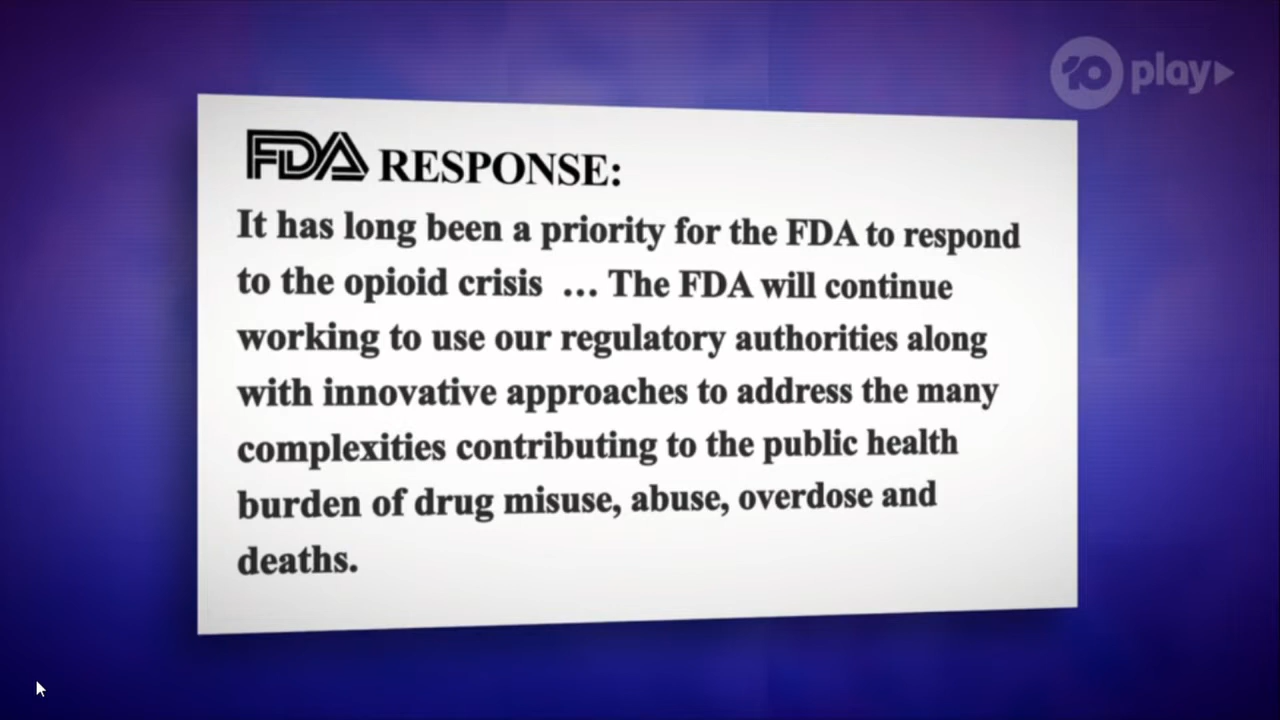 10 play
FDA RESPONSE:
It has long been a priority for the FDA to respond
to the opioid crisis … The FDA will continue
working to use our regulatory authorities along
with innovative approaches to address the many
complexities contributing to the public health
burden of drug misuse, abuse, overdose and
deaths.